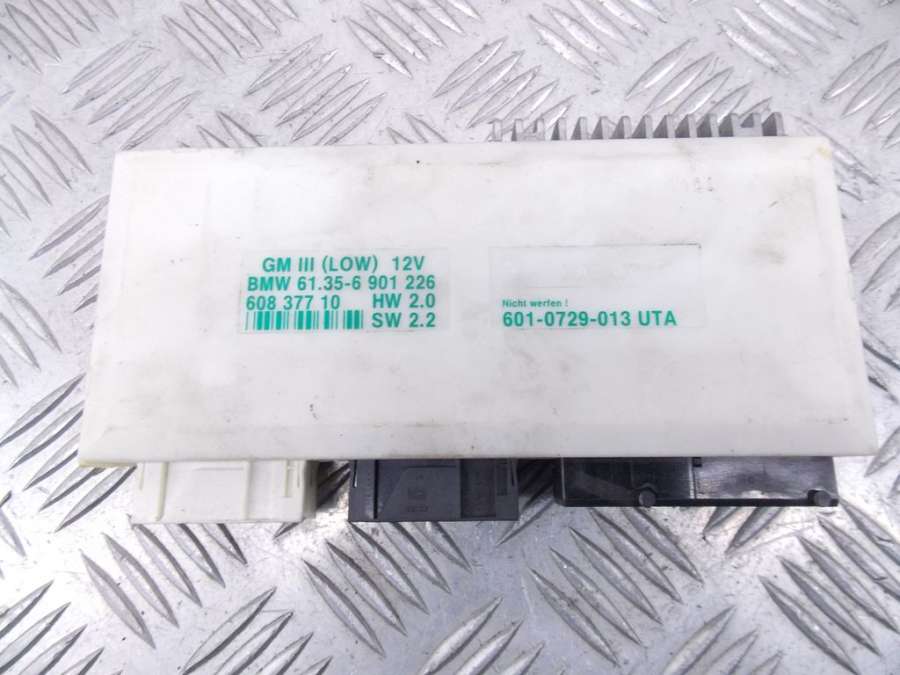 GM III (LOW) 12V
BMW 61.35-6 901 226
608 377 10 HW 2.0
SW 2.2
Nicht werfen !
601-0729-013 UTA